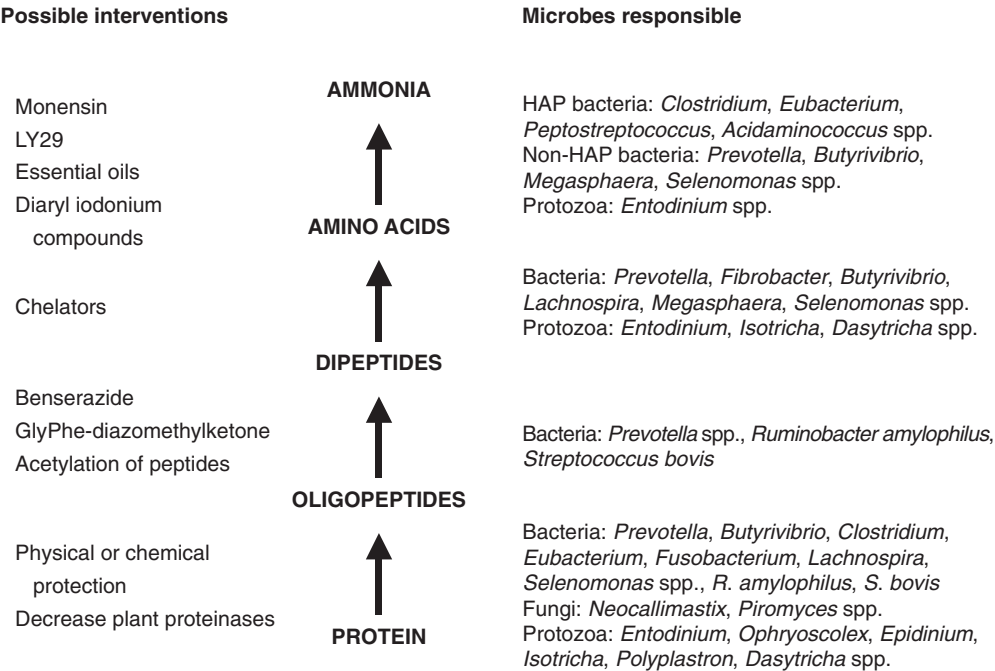 Possible interventions
Microbes responsible
AMMONIA
Monensin
LY29
Essential oils
Diaryl iodonium
compounds
HAP bacteria: Clostridium, Eubacterium,
Peptostreptococcus, Acidaminococcus spp.
Non-HAP bacteria: Prevotella, Butyrivibrio,
Megasphaera, Selenomonas spp.
Protozoa: Entodinium spp.
AMINO ACIDS
Chelators
Bacteria: Prevotella, Fibrobacter, Butyrivibrio,
Lachnospira, Megasphaera, Selenomonas spp.
Protozoa: Entodinium, Isotricha, Dasytricha spp.
DIPEPTIDES
Benserazide
GlyPhe-diazomethylketone
Acetylation of peptides
Bacteria: Prevotella spp., Ruminobacter amylophilus,
Streptococcus bovis
OLIGOPEPTIDES
Physical or chemical
protection
Decrease plant proteinases
Bacteria: Prevotella, Butyrivibrio, Clostridium,
Eubacterium, Fusobacterium, Lachnospira,
Selenomonas spp., R. amylophilus, S. bovis
Fungi: Neocallimastix, Piromyces spp.
Protozoa: Entodinium, Ophryoscolex, Epidinium,
Isotricha, Polyplastron, Dasytricha spp.
PROTEIN